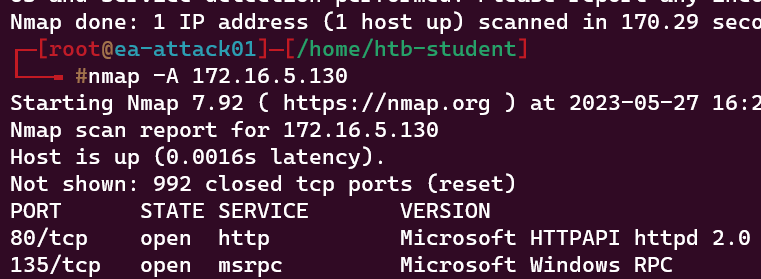 Nmap done: 1 IP address (1 host up) scanned in 170.29 seco
┌─[root@ea-attack01]─[/home/htb-student]
└──╼ #nmap -A 172.16.5.130
Starting Nmap 7.92 ( https://nmap.org ) at 2023-05-27 16:2
Nmap scan report for 172.16.5.130
Host is up (0.0016s latency).
Not shown: 992 closed tcp ports (reset)
PORT STATE SERVICE VERSION
80/tcp open http Microsoft HTTPAPI httpd 2.0
135/tcp open msrpc Microsoft Windows RPC